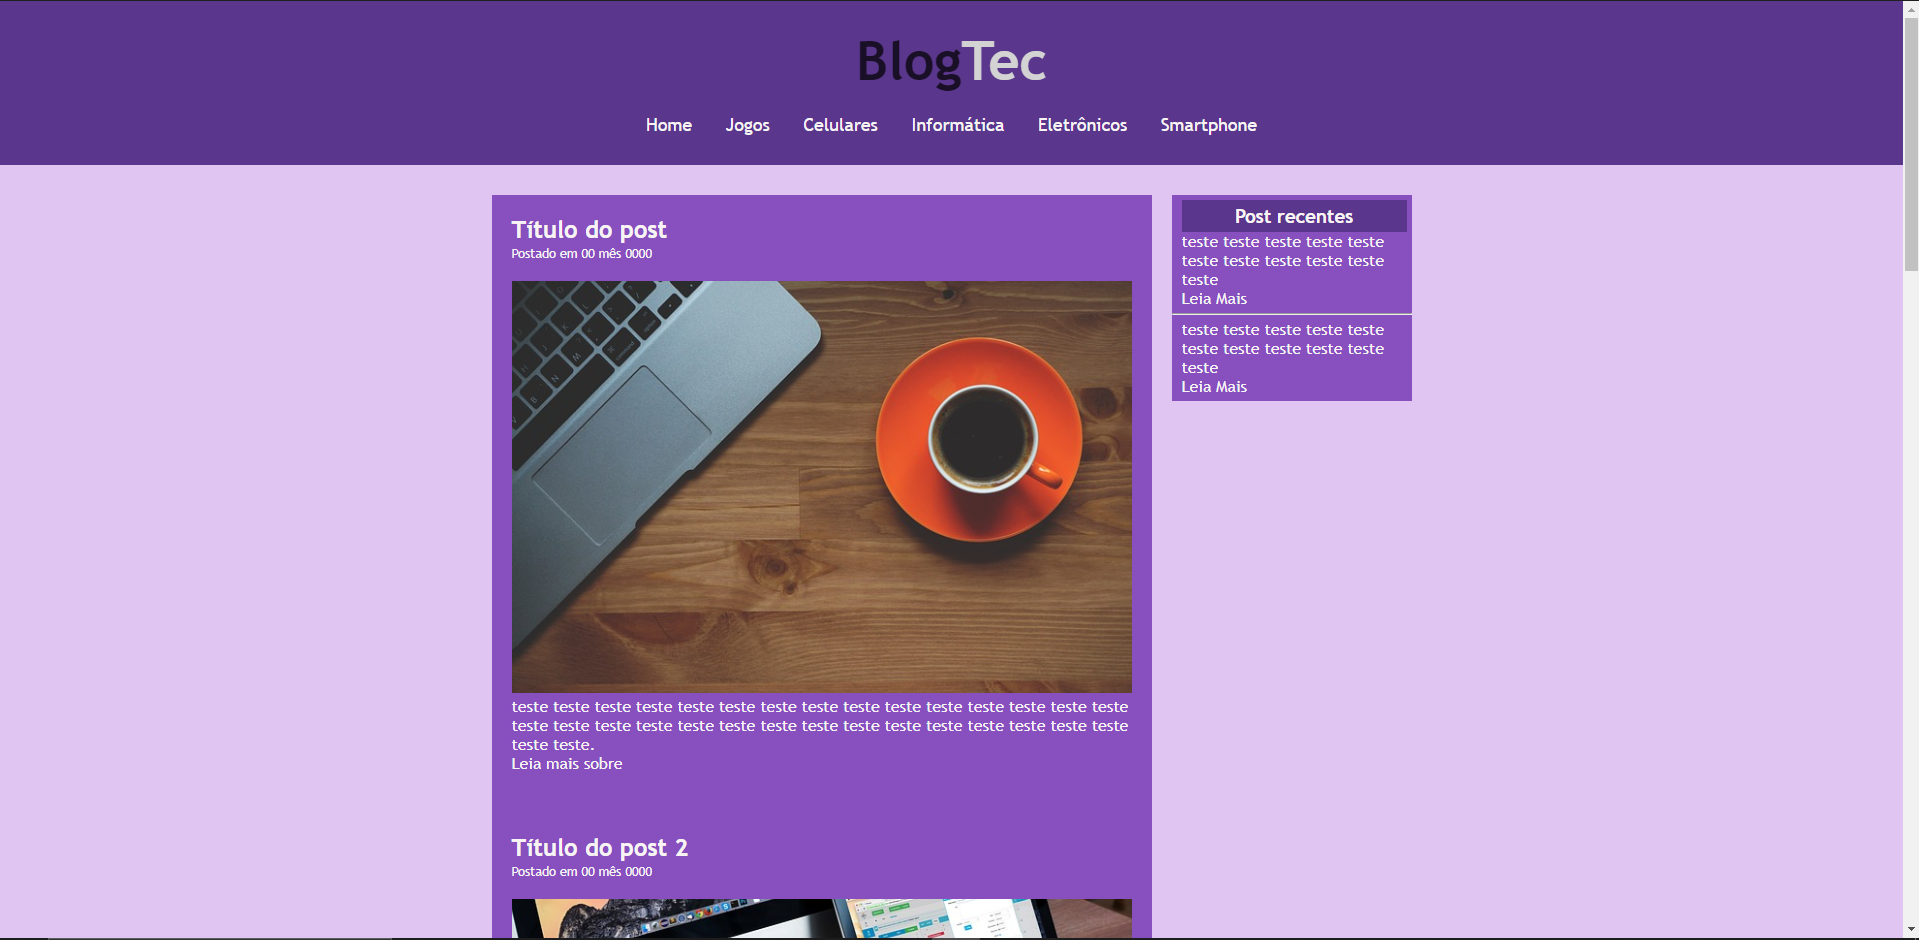 BlogTec
Home Jogos Celulares Informática Eletrônicos Smartphone
Título do post
Postado em 00 mês 0000
teste teste teste teste teste teste teste teste teste teste teste teste teste teste teste
teste teste teste teste teste teste teste teste teste teste teste teste teste teste teste
teste teste.
Leia mais sobre
Título do post 2
Postado em 00 mês 0000
Post recentes
teste teste teste teste teste
teste teste teste teste teste
teste
Leia Mais
teste teste teste teste teste
teste teste teste teste teste
teste
Leia Mais